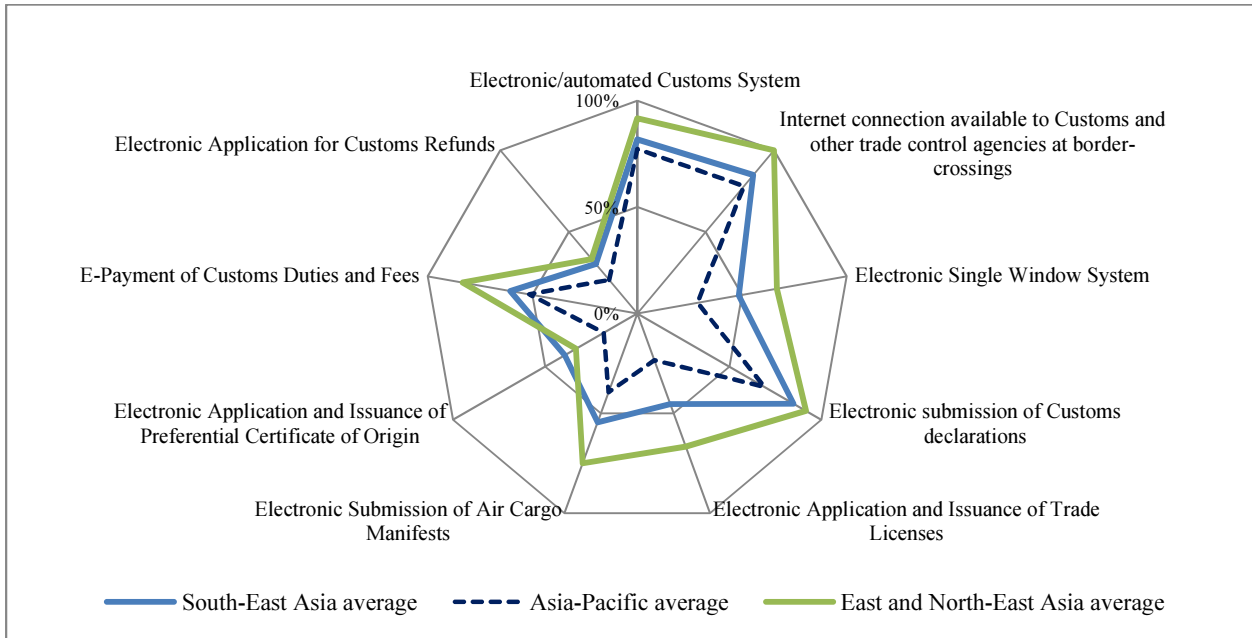 Electronic/automated Customs System
100%
Internet connection available to Customs and
other trade control agencies at border-
crossings
Electronic Application for Customs Refunds
50%
E-Payment of Customs Duties and Fees
Electronic Single Window System
0%
Electronic Application and Issuance of
Preferential Certificate of Origin
Electronic submission of Customs
declarations
Electronic Submission of Air Cargo
Manifests
Electronic Application and Issuance of Trade
Licenses
South-East Asia average
Asia-Pacific average
East and North-East Asia average